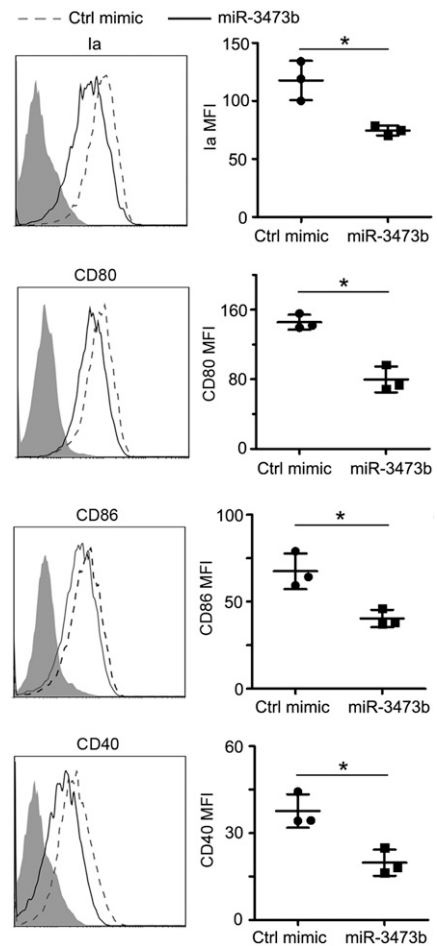 Ctrl mimic miR-3473b
Ia
150
*
100
Ia MFI
50
0
Ctrl mimic miR-3473b
CD80
160
*
CD80 MFI
80
0
Ctrl mimic miR-3473b
CD86
100
*
CD86 MFI
50
0
Ctrl mimic miR-3473b
CD40
60
*
CD40 MFI
30
0
Ctrl mimic miR-3473b